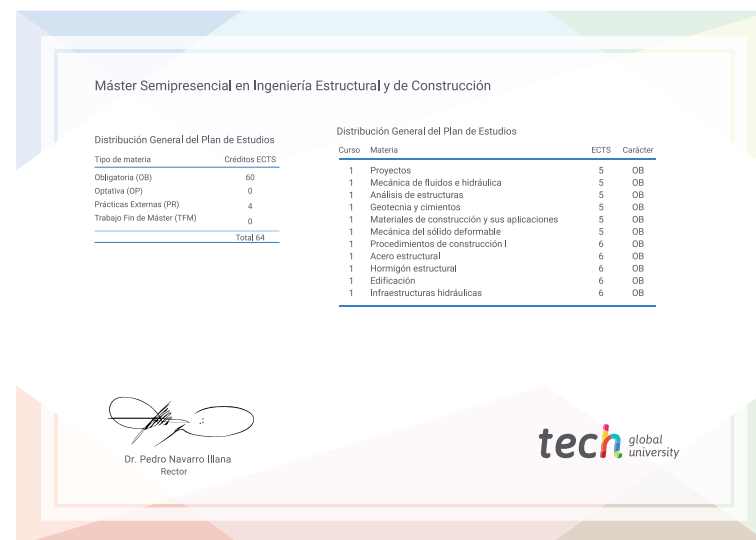 Máster Semipresencial en Ingeniería Estructural y de Construcción
Distribución General del Plan de Estudios
Tipo de materia Créditos ECTS
Obligatoria (OB) 60
Optativa (OP) 0
Prácticas Externas (PR) 4
Trabajo Fin de Máster (TFM) 0
Total 64
Distribución General del Plan de Estudios
Curso Materia ECTS Carácter
1 Proyectos 5 OB
1 Mecánica de fluidos e hidráulica 5 OB
1 Análisis de estructuras 5 OB
1 Geotecnia y cimientos 5 OB
1 Materiales de construcción y sus aplicaciones 5 OB
1 Mecánica del sólido deformable 5 OB
1 Procedimientos de construcción I 6 OB
1 Acero estructural 6 OB
1 Hormigón estructural 6 OB
1 Edificación 6 OB
1 Infraestructuras hidráulicas 6 OB
Dr. Pedro Navarro Illana
Rector
tech global university